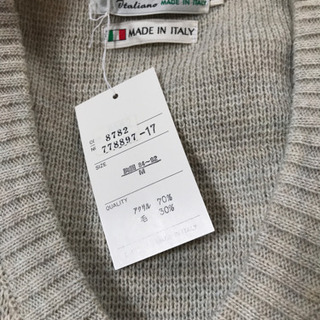 Italiano MADE IN ITALY
MADE IN ITALY
8782
778897-17
SIZE
M
QUALITY
アクリル 70%
毛 30%